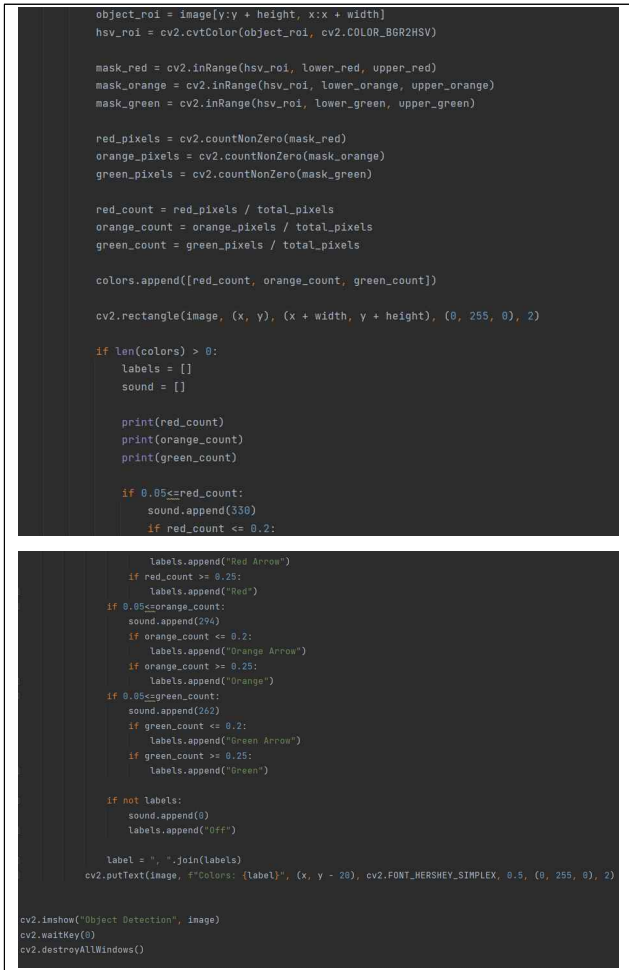 object_roi = image[y:y + height, x:x + width]
hsv_roi = cv2.cvtColor(object_roi, cv2.COLOR_BGR2HSV)
mask_red = cv2.inRange(hsv_roi, lower_red, upper_red)
mask_orange = cv2.inRange(hsv_roi, lower_orange, upper_orange)
mask_green = cv2.inRange(hsv_roi, lower_green, upper_green)
red_pixels = cv2.countNonZero(mask_red)
orange_pixels = cv2.countNonZero(mask_orange)
green_pixels = cv2.countNonZero(mask_green)
red_count = red_pixels / total_pixels
orange_count = orange_pixels / total_pixels
green_count = green_pixels / total_pixels
colors.append([red_count, orange_count, green_count])
cv2.rectangle(image, (x, y), (x + width, y + height), (0, 255, 0), 2)
if len(colors) > 0:
labels = []
sound = []
print(red_count)
print(orange_count)
print(green_count)
if 0.05<=red_count:
sound.append(330)
if red_count <= 0.2:
labels.append("Red Arrow")
if red_count >= 0.25:
labels.append("Red")
if 0.05<=orange_count:
sound.append(294)
if orange_count <= 0.2:
labels.append("Orange Arrow")
if orange_count >= 0.25:
labels.append("Orange")
if 0.05<=green_count:
sound.append(262)
if green_count <= 0.2:
labels.append("Green Arrow")
if green_count >= 0.25:
labels.append("Green")
if not labels:
sound.append(0)
labels.append("Off")
label = ", ".join(labels)
cv2.putText(image, f"Colors: {label}", (x, y - 20), cv2.FONT_HERSHEY_SIMPLEX, 0.5, (0, 255, 0), 2)
cv2.imshow("Object Detection", image)
cv2.waitKey(0)
cv2.destroyAllWindows()